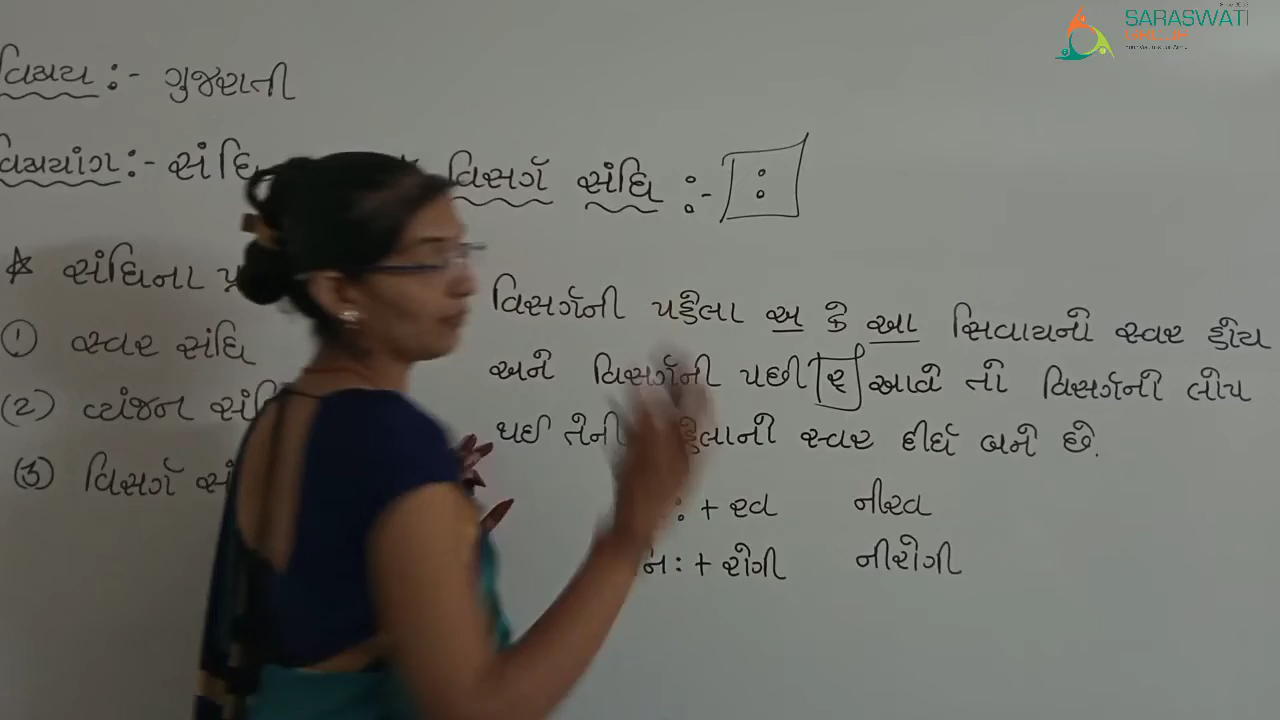 SARASWATI
GROUP
વિષય :- ગુજરાતી
વિષયાંગ :- સંધિ
વિસર્ગ સંધિ :- :
* સંધિના
① સ્વર સંધિ
(૨) વ્યંજન
(૩) વિસર્ગ
વિસર્ગની પહેલા અ કે આ સિવાયનો સ્વર હોય
અને વિસર્ગની પછી ર આવે તો વિસર્ગનો લોપ
થઈ તેની સ્વર દીર્ઘ બને છે.
: + રવ નીરવ
નિ: + રોગી નીરોગી